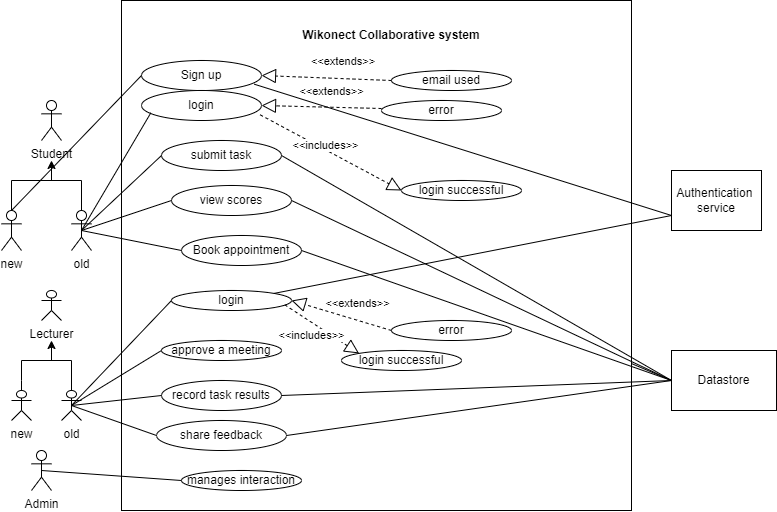 Wikonect Collaborative system
<<extends>>
Sign up
email used
<<extends>>
login
error
Student
<<includes>>
submit task
login successful
view scores
Authentication
service
new
old
Book appointment
login
<<extends>>
Lecturer
error
<<includes>>
approve a meeting
login successful
Datastore
record task results
new
old
share feedback
manages interaction
Admin